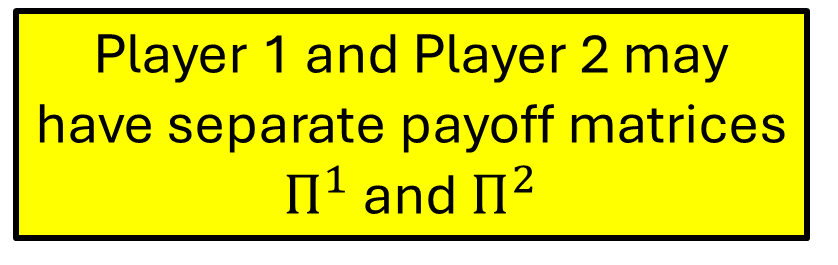 Player 1 and Player 2 may
have separate payoff matrices
Π¹ and Π²